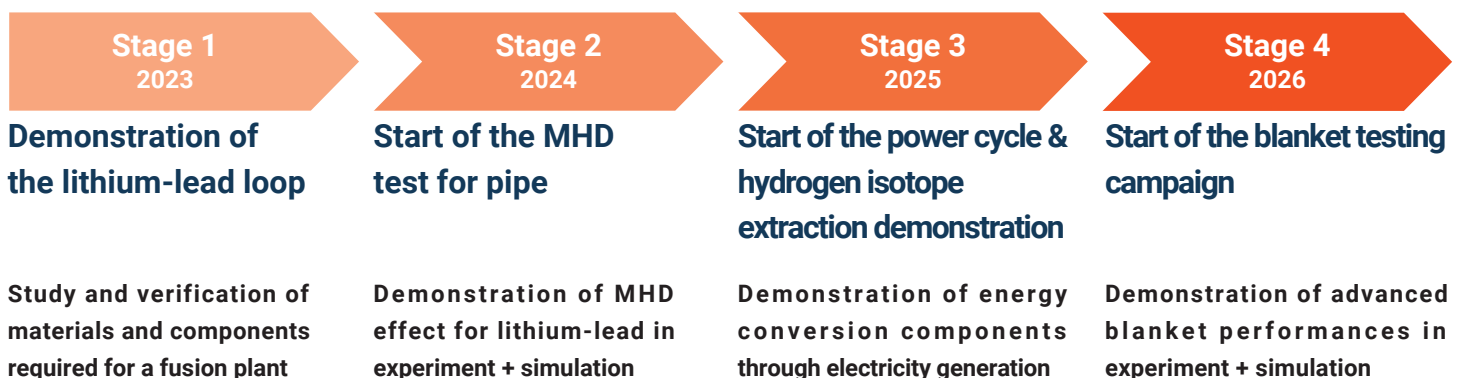 Stage 1
2023
Demonstration of
the lithium-lead loop
Study and verification of
materials and components
required for a fusion plant
Stage 2
2024
Start of the MHD
test for pipe
Demonstration of MHD
effect for lithium-lead in
experiment + simulation
Stage 3
2025
Start of the power cycle &
hydrogen isotope
extraction demonstration
Demonstration of energy
conversion components
through electricity generation
Stage 4
2026
Start of the blanket testing
campaign
Demonstration of advanced
blanket performances in
experiment + simulation